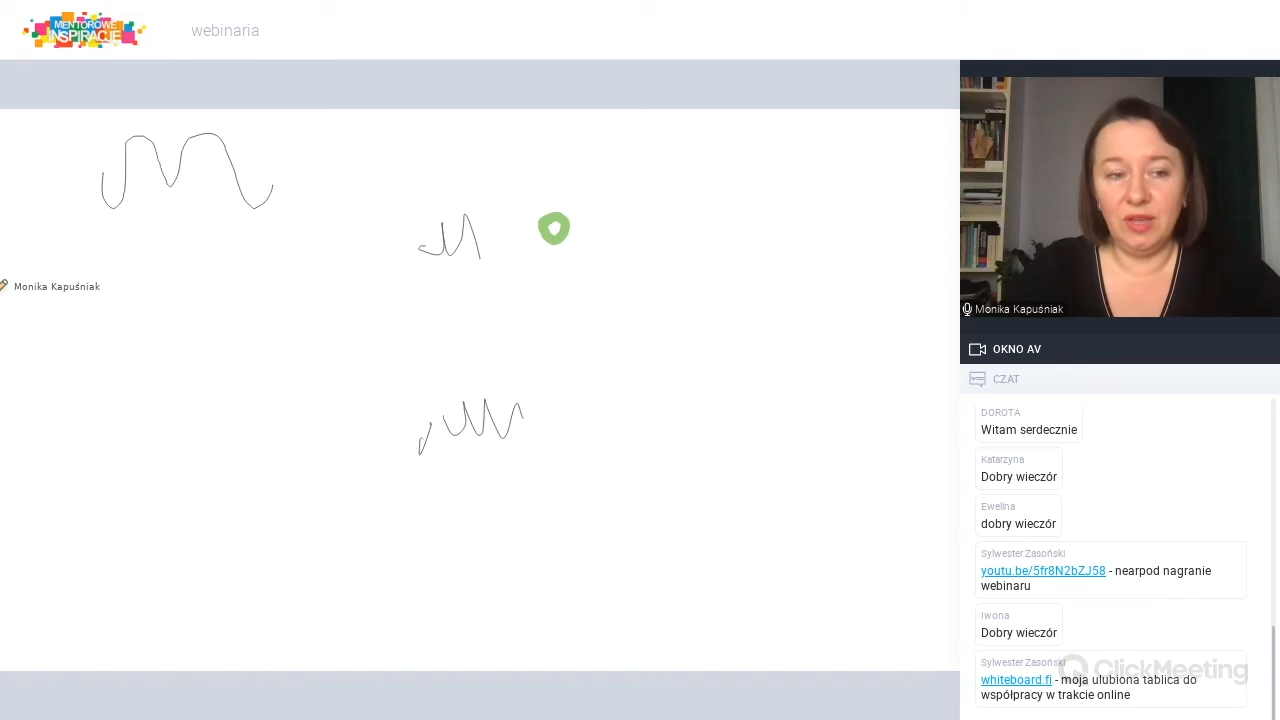 MENTOROWE
INSPIRACJE
webinaria
Monika Kapuśniak
Monika Kapuśniak
OKNO AV
CZAT
DOROTA
Witam serdecznie
Katarzyna
Dobry wieczór
Ewelina
dobry wieczór
Sylwester Zasoński
youtu.be/5fr8N2bZJ58 - nearpod nagranie
webinaru
Iwona
Dobry wieczór
Sylwester Zasoński
whiteboard.fi - moja ulubiona tablica do
współpracy w trakcie online
ClickMeeting